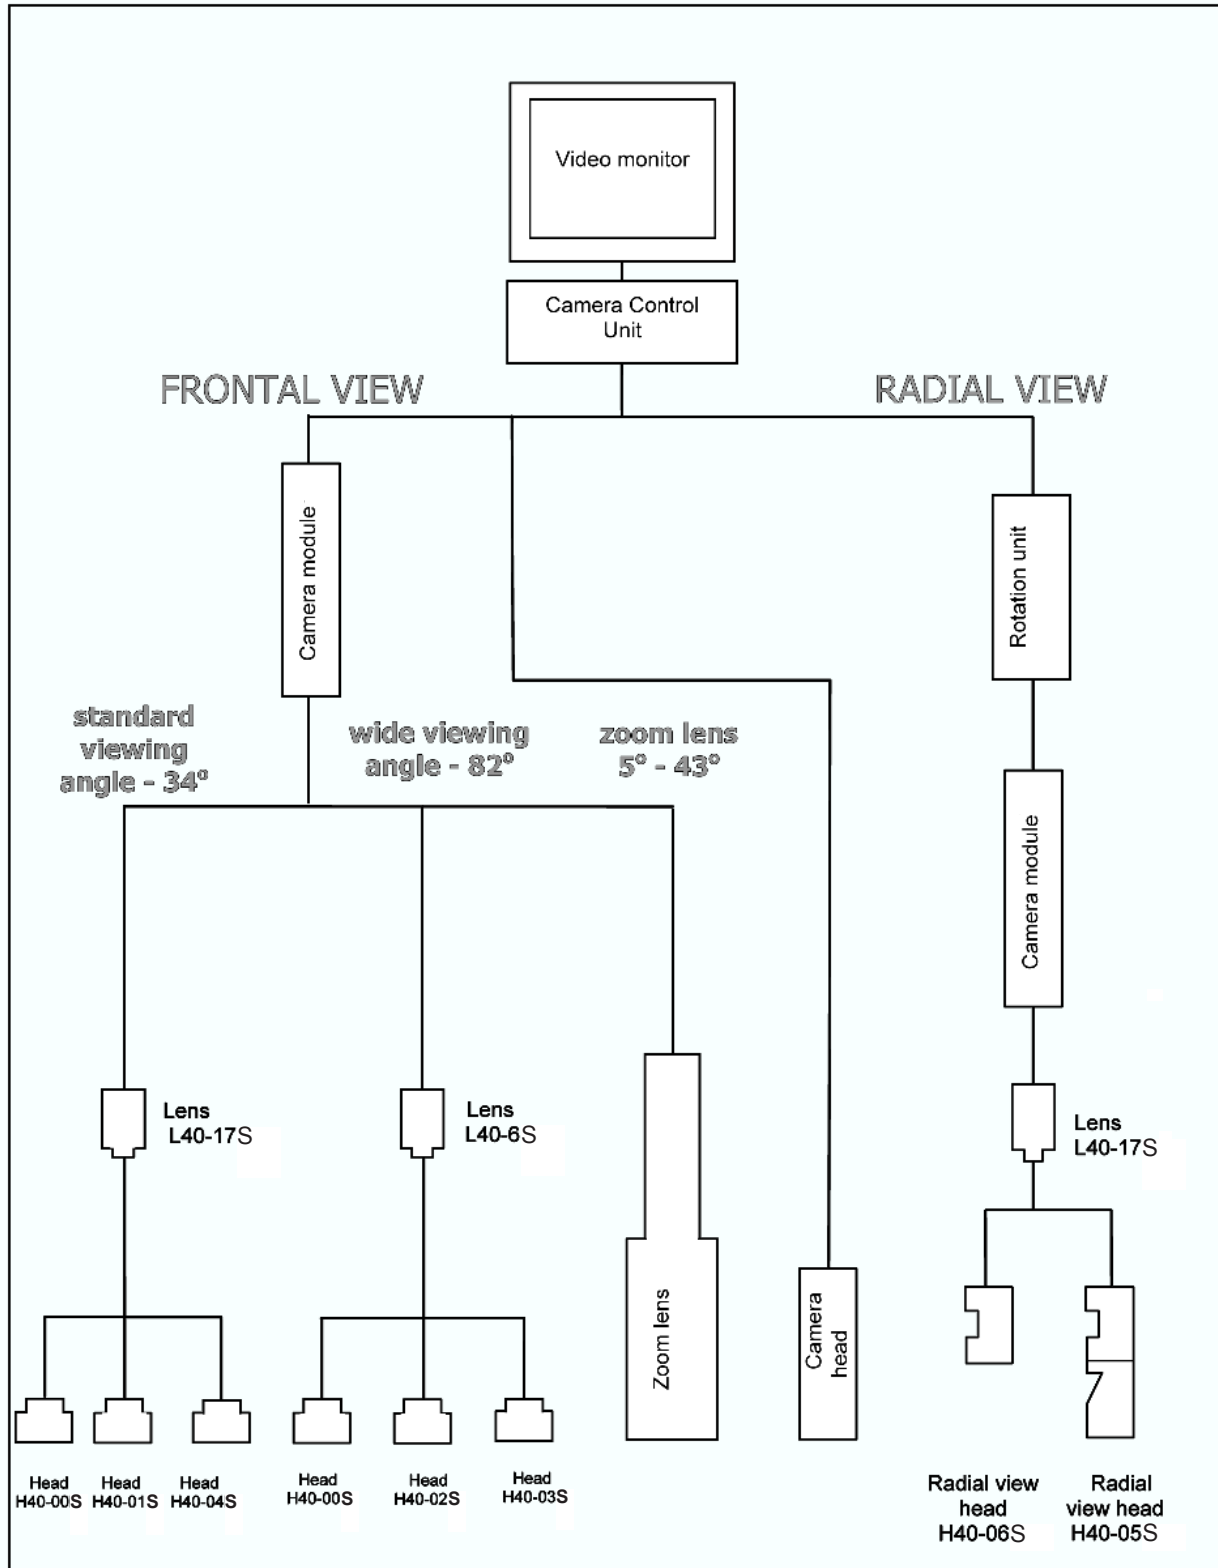 Video monitor
Camera Control
Unit
FRONTAL VIEW
RADIAL VIEW
Camera module
Rotation unit
standard
viewing
angle - 34°
wide viewing
angle - 82°
zoom lens
5° - 43°
Camera module
Lens
L40-17S
Lens
L40-6S
Lens
L40-17S
Zoom lens
Camera
head
Head
H40-00S
Head
H40-01S
Head
H40-04S
Head
H40-00S
Head
H40-02S
Head
H40-03S
Radial view
head
H40-06S
Radial
view head
H40-05S